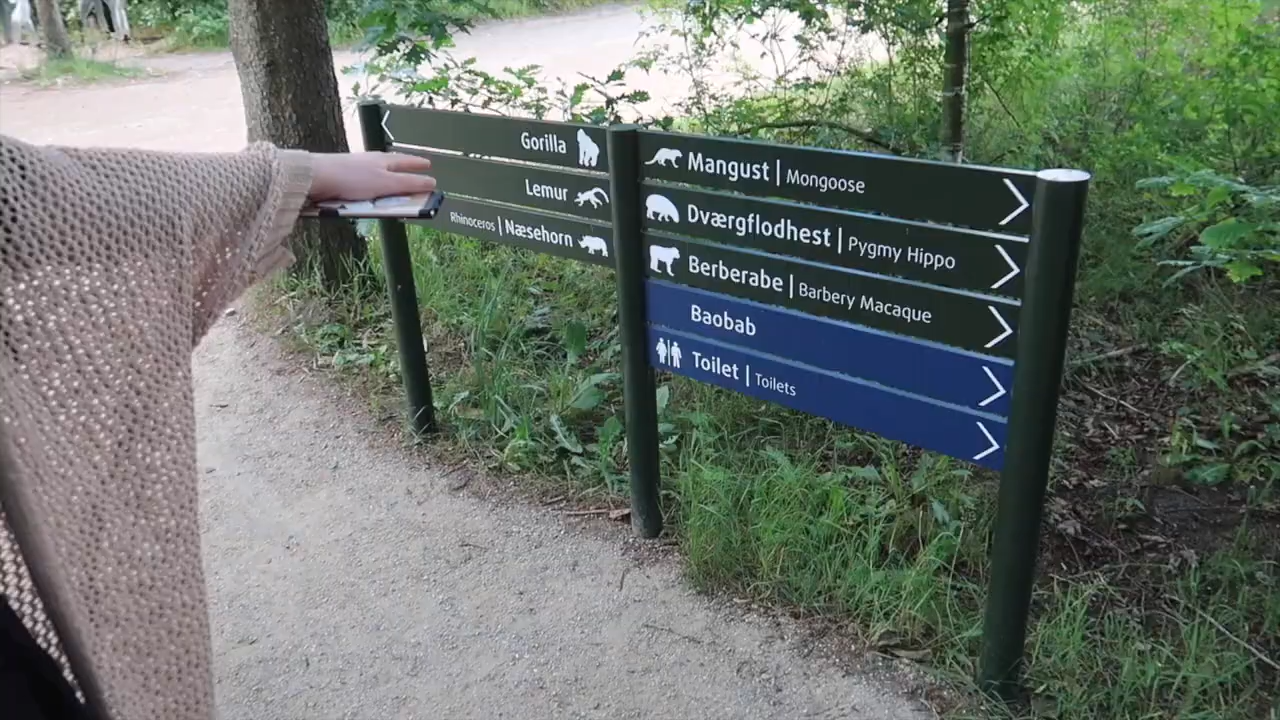 Gorilla
Lemur
Rhinoceros | Næsehorn
Mangust | Mongoose
Dværgflodhest | Pygmy Hippo
Berberabe | Barbery Macaque
Baobab
Toilet | Toilets